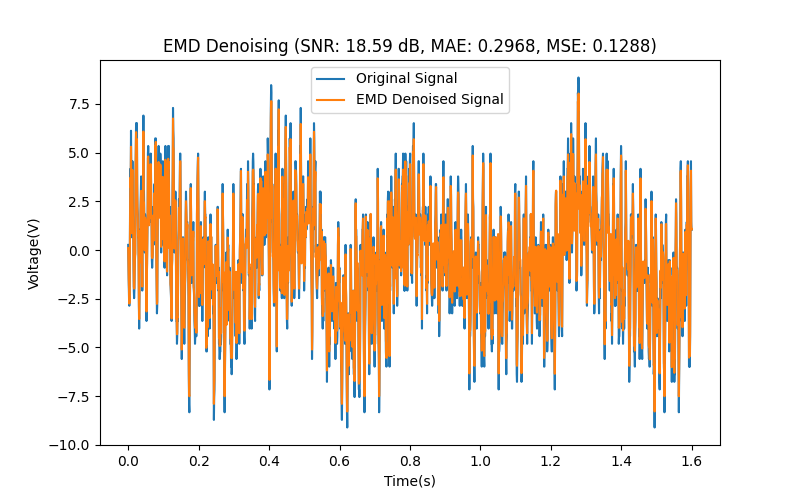 EMD Denoising (SNR: 18.59 dB, MAE: 0.2968, MSE: 0.1288)
Original Signal
EMD Denoised Signal
7.5
5.0
2.5
0.0
−2.5
−5.0
−7.5
−10.0
Voltage(V)
0.0 0.2 0.4 0.6 0.8 1.0 1.2 1.4 1.6
Time(s)